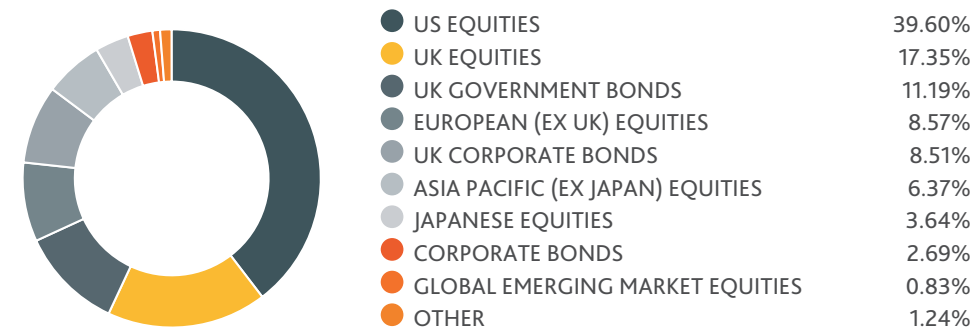 US EQUITIES 39.60%
UK EQUITIES 17.35%
UK GOVERNMENT BONDS 11.19%
EUROPEAN (EX UK) EQUITIES 8.57%
UK CORPORATE BONDS 8.51%
ASIA PACIFIC (EX JAPAN) EQUITIES 6.37%
JAPANESE EQUITIES 3.64%
CORPORATE BONDS 2.69%
GLOBAL EMERGING MARKET EQUITIES 0.83%
OTHER 1.24%